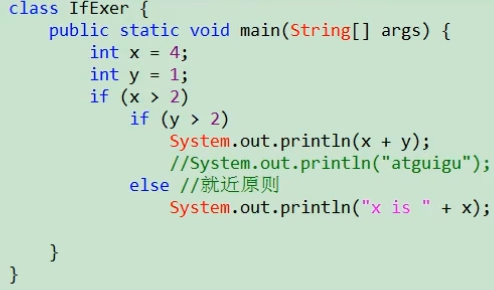 class IfExer {
    public static void main(String[] args) {
        int x = 4;
        int y = 1;
        if (x > 2)
            if (y > 2)
                System.out.println(x + y);
                //System.out.println("atguigu");
            else //就近原则
                System.out.println("x is " + x);
    }
}